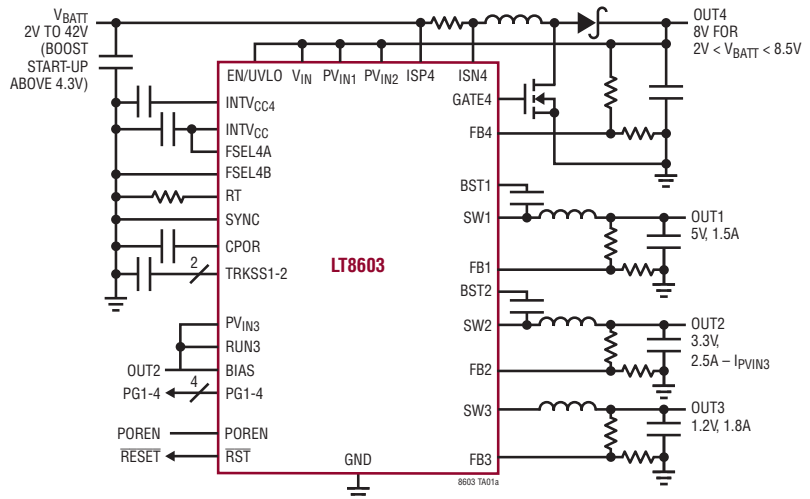 VBATT
2V TO 42V
(BOOST
START-UP
ABOVE 4.3V)
OUT4
8V FOR
2V < VBATT < 8.5V
EN/UVLO VIN PVIN1 PVIN2 ISP4 ISN4
INTVCC4
GATE4
INTVCC
FSEL4A
FB4
FSEL4B
BST1
RT
SYNC
SW1
OUT1
5V, 1.5A
CPOR
2
TRKSS1-2
LT8603
FB1
BST2
PVIN3
SW2
OUT2
3.3V,
2.5A – IPVIN3
RUN3
OUT2
BIAS
FB2
PG1-4
4
PG1-4
SW3
OUT3
1.2V, 1.8A
POREN
POREN
RESET
RST
GND
FB3
8603 TA01a